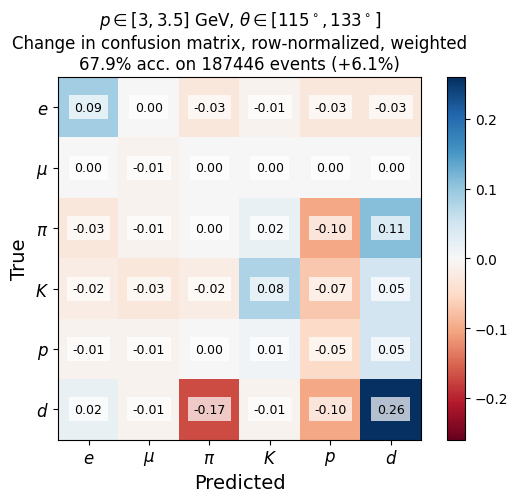 p ∈ [3, 3.5] GeV, θ ∈ [115°, 133°]
Change in confusion matrix, row-normalized, weighted
67.9% acc. on 187446 events (+6.1%)
e 0.09 0.00 -0.03 -0.01 -0.03 -0.03
μ 0.00 -0.01 0.00 0.00 0.00 0.00
π -0.03 -0.01 0.00 0.02 -0.10 0.11
K -0.02 -0.03 -0.02 0.08 -0.07 0.05
p -0.01 -0.01 0.00 0.01 -0.05 0.05
d 0.02 -0.01 -0.17 -0.01 -0.10 0.26
e μ π K p d
Predicted
True
0.2
0.1
0.0
−0.1
−0.2